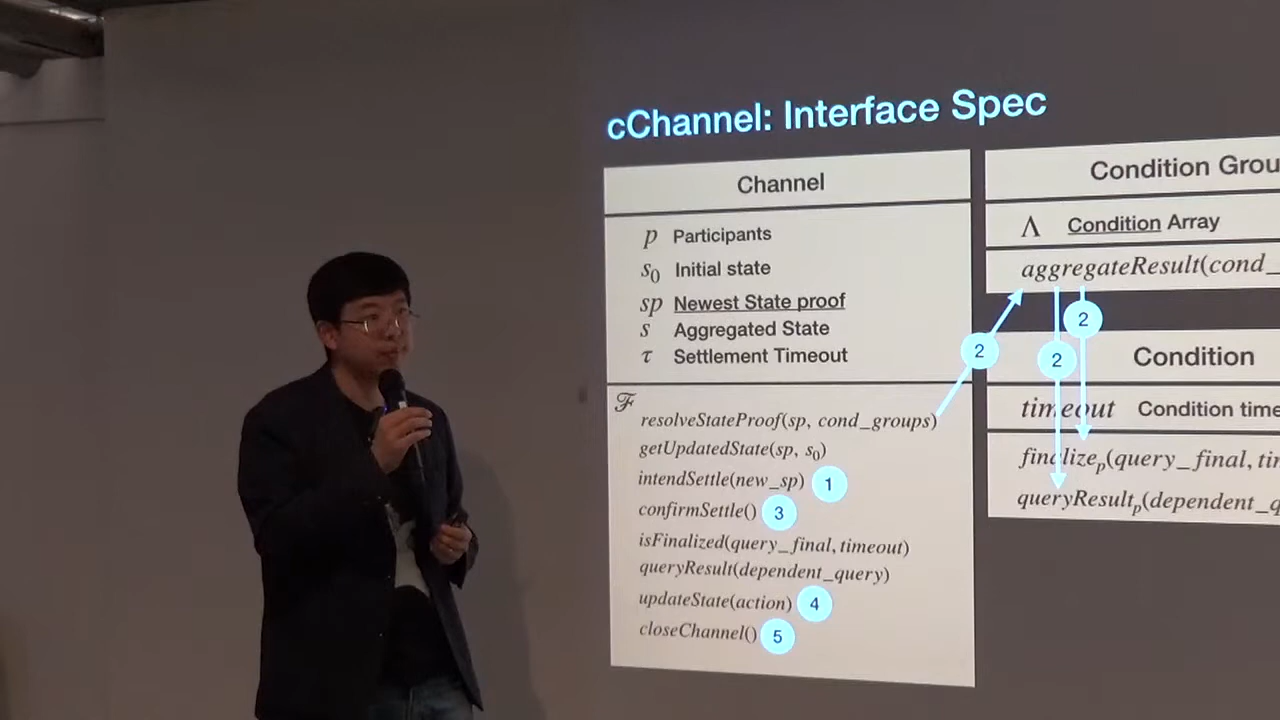 cChannel: Interface Spec
Channel
p Participants
s₀ Initial state
sp Newest State proof
s Aggregated State
τ Settlement Timeout
ℱ
resolveStateProof(sp, cond_groups)
getUpdatedState(sp, s₀)
intendSettle(new_sp) 1
confirmSettle() 3
isFinalized(query_final, timeout)
queryResult(dependent_query)
updateState(action) 4
closeChannel() 5
2
Condition Grou
Λ Condition Array
aggregateResult(cond_
2
2
Condition
timeout Condition time
finalizeₚ(query_final, tim
queryResultₚ(dependent_q